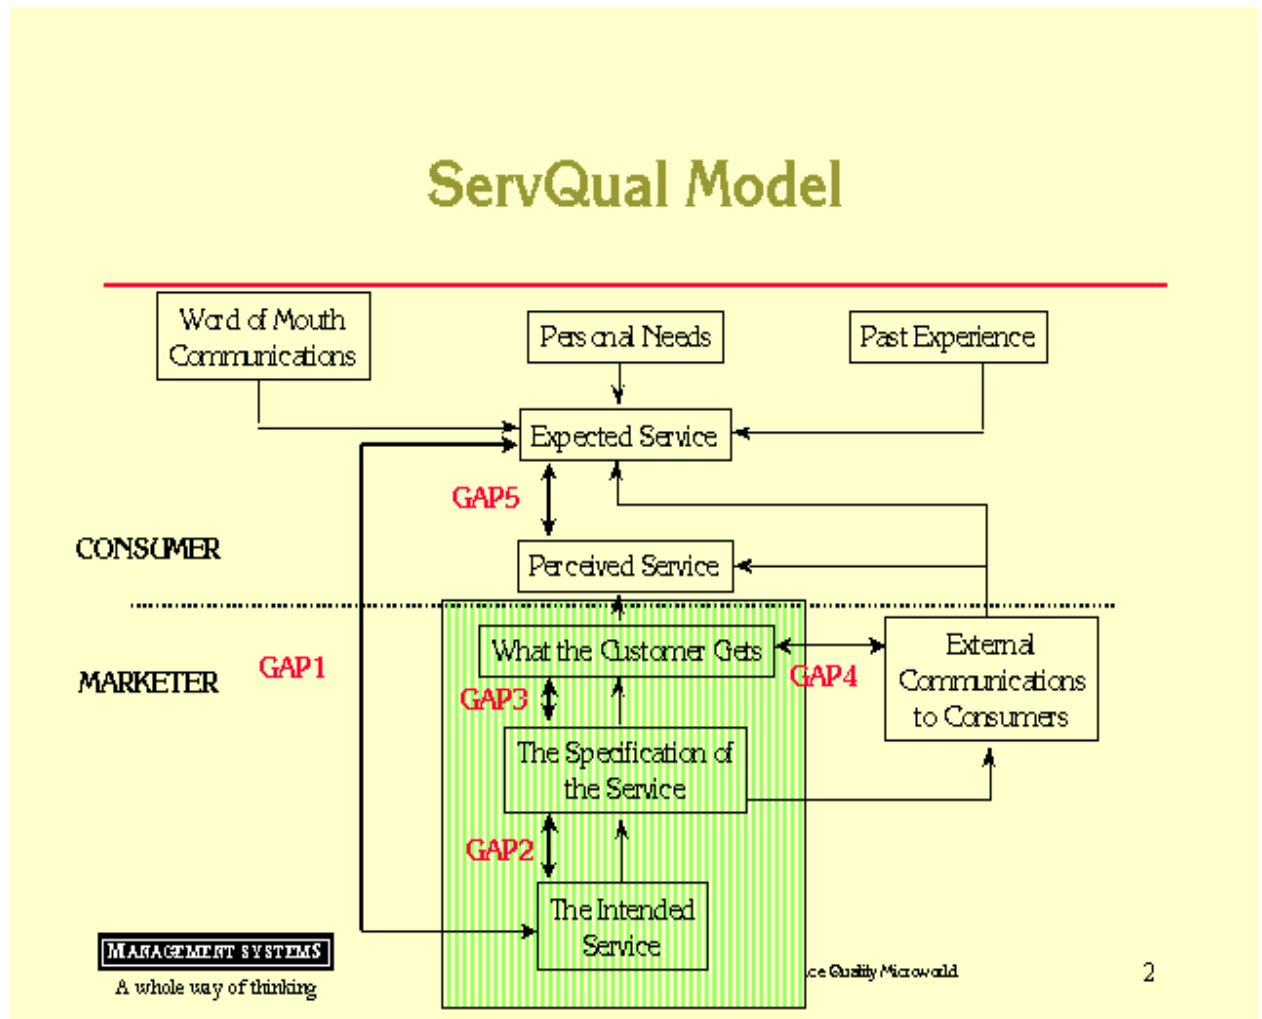 ServQual Model
Word of Mouth
Communications
Personal Needs
Past Experience
Expected Service
GAP5
CONSUMER
Perceived Service
What the Customer Gets
External
Communications
to Consumers
GAP1
MARKETER
GAP4
GAP3
The Specification of
the Service
GAP2
The Intended
Service
MANAGEMENT SYSTEMS
A whole way of thinking
ce Quality Microworld
2